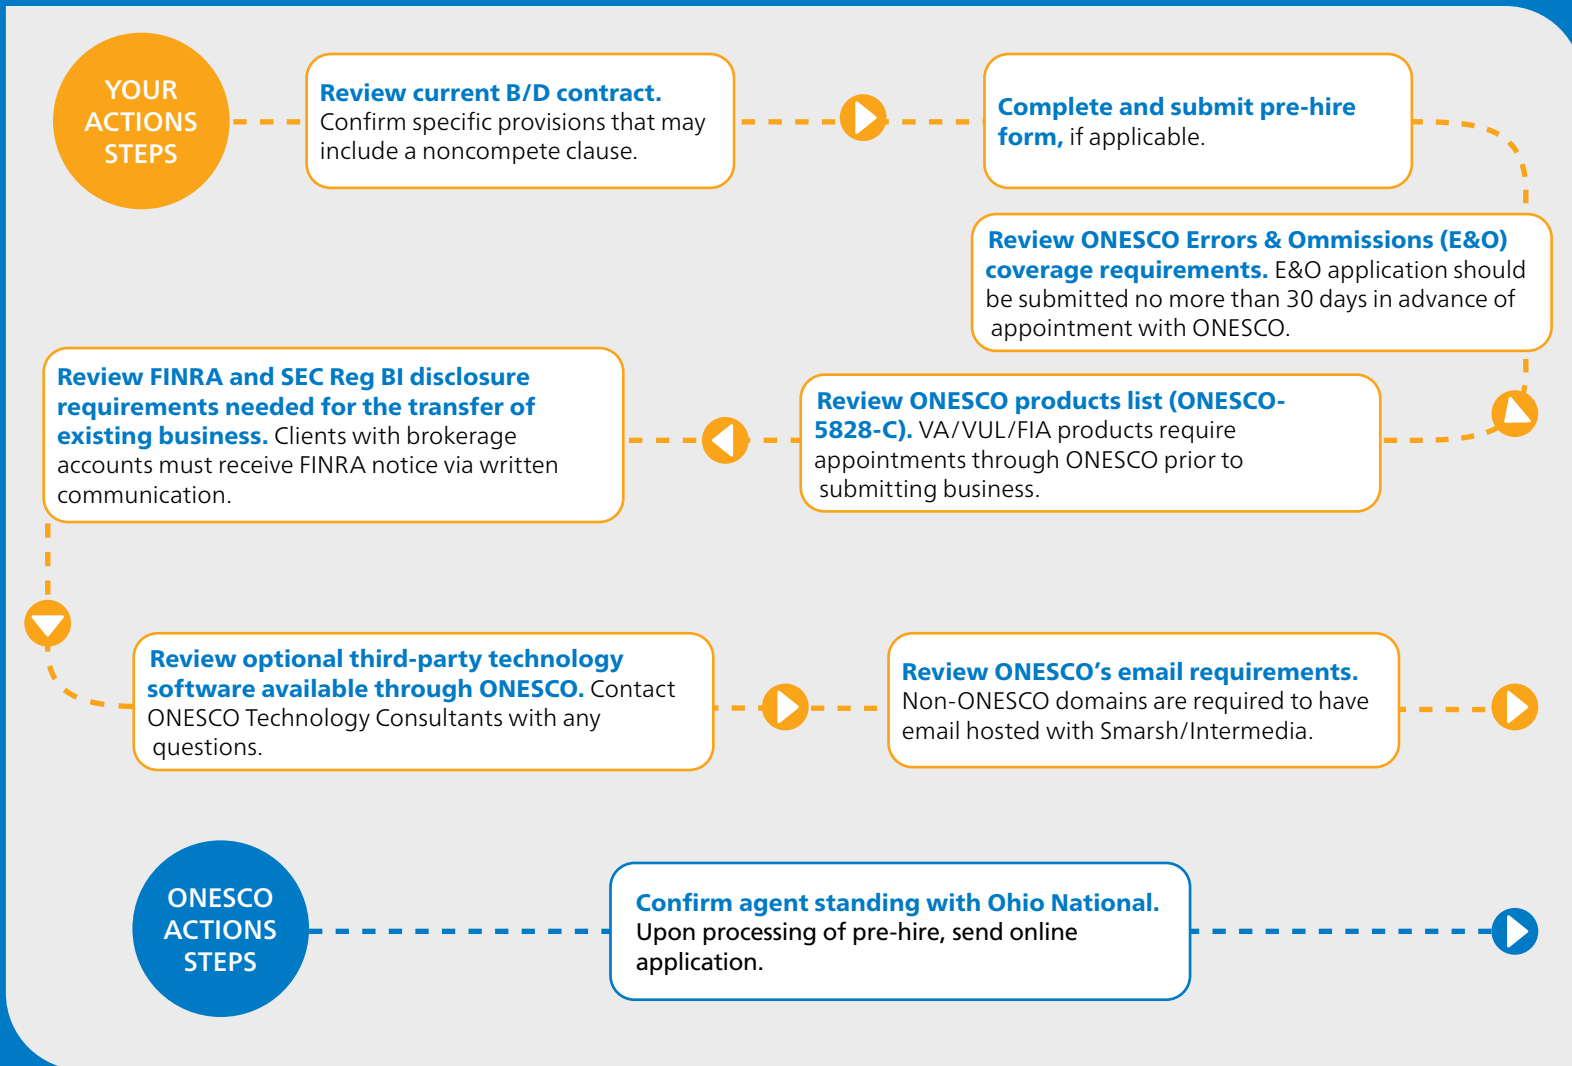 YOUR
ACTIONS
STEPS
Review current B/D contract.
Confirm specific provisions that may
include a noncompete clause.
Complete and submit pre-hire
form, if applicable.
Review ONESCO Errors & Ommissions (E&O)
coverage requirements. E&O application should
be submitted no more than 30 days in advance of
appointment with ONESCO.
Review ONESCO products list (ONESCO-
5828-C). VA/VUL/FIA products require
appointments through ONESCO prior to
submitting business.
Review FINRA and SEC Reg BI disclosure
requirements needed for the transfer of
existing business. Clients with brokerage
accounts must receive FINRA notice via written
communication.
Review optional third-party technology
software available through ONESCO. Contact
ONESCO Technology Consultants with any
questions.
Review ONESCO’s email requirements.
Non-ONESCO domains are required to have
email hosted with Smarsh/Intermedia.
ONESCO
ACTIONS
STEPS
Confirm agent standing with Ohio National.
Upon processing of pre-hire, send online
application.